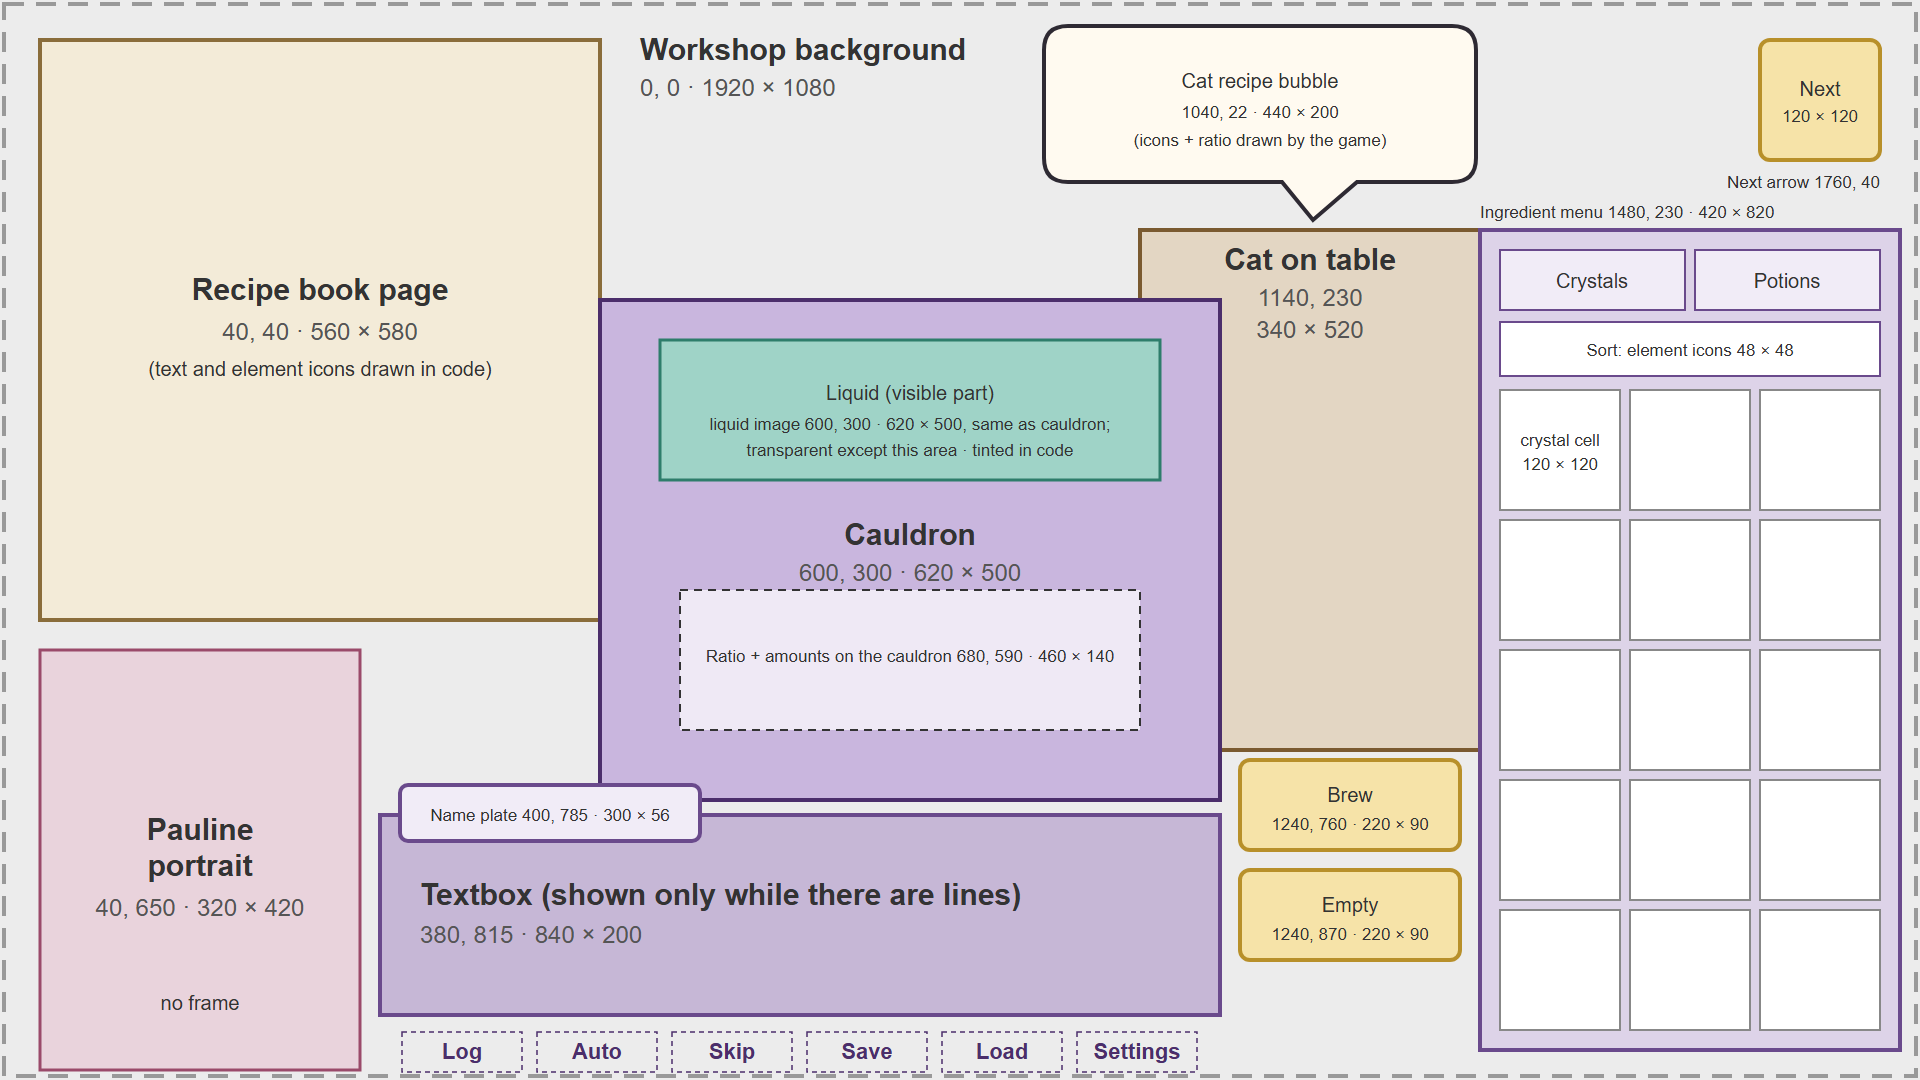 Workshop background
0, 0 · 1920 × 1080
Cat recipe bubble
1040, 22 · 440 × 200
(icons + ratio drawn by the game)
Next
120 × 120
Next arrow 1760, 40
Ingredient menu 1480, 230 · 420 × 820
Recipe book page
40, 40 · 560 × 580
(text and element icons drawn in code)
Cat on table
1140, 230
340 × 520
Crystals
Potions
Sort: element icons 48 × 48
crystal cell
120 × 120
Liquid (visible part)
liquid image 600, 300 · 620 × 500, same as cauldron;
transparent except this area · tinted in code
Cauldron
600, 300 · 620 × 500
Ratio + amounts on the cauldron 680, 590 · 460 × 140
Pauline
portrait
40, 650 · 320 × 420
no frame
Name plate 400, 785 · 300 × 56
Textbox (shown only while there are lines)
380, 815 · 840 × 200
Brew
1240, 760 · 220 × 90
Empty
1240, 870 · 220 × 90
Log
Auto
Skip
Save
Load
Settings